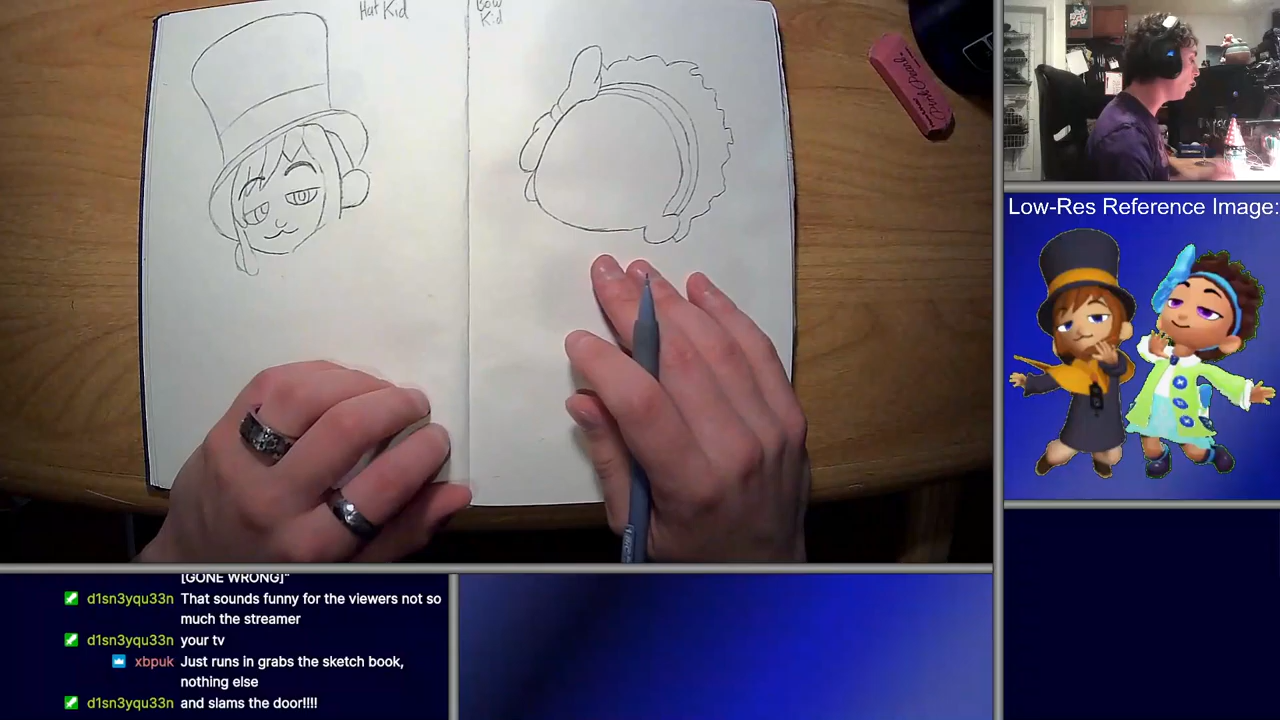 Hat Kid
Bow
Kid
Pink Pearl
Low-Res Reference Image:
[GONE WRONG]"
d1sn3yqu33n That sounds funny for the viewers not so
much the streamer
d1sn3yqu33n your tv
xbpuk Just runs in grabs the sketch book,
nothing else
d1sn3yqu33n and slams the door!!!!